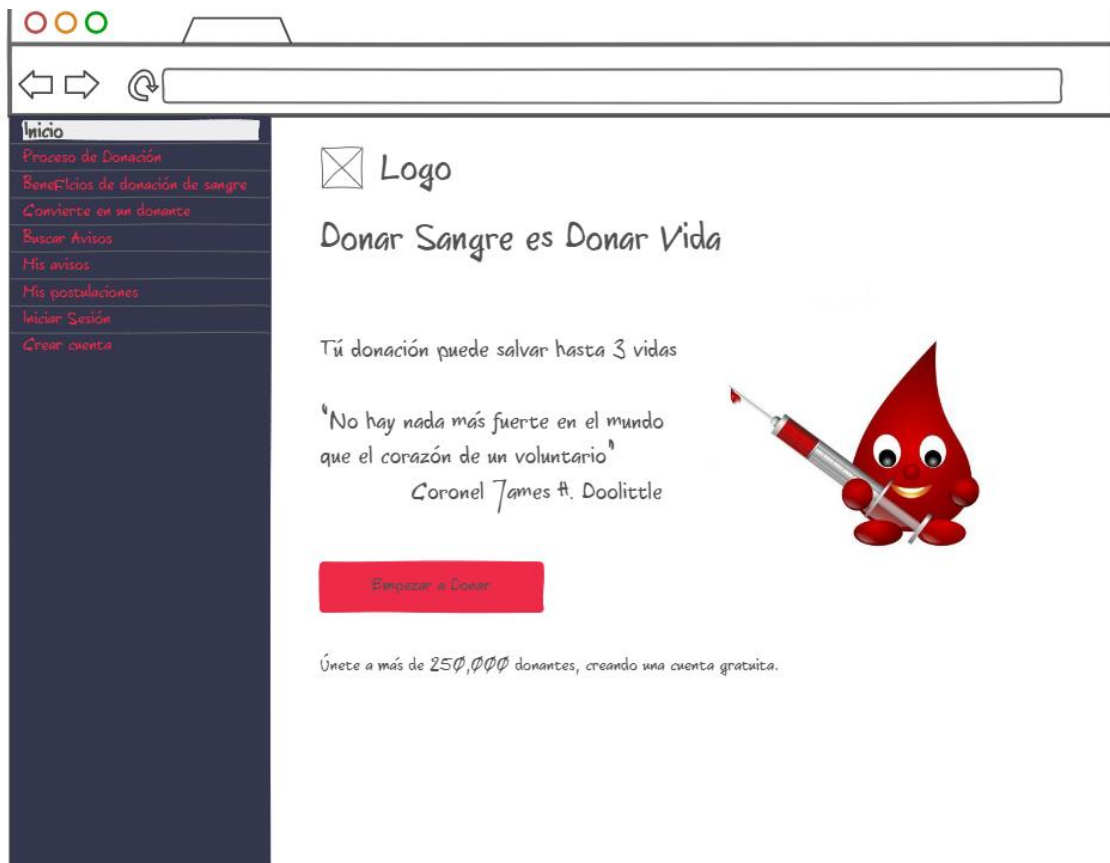 Inicio
Proceso de Donación
BeneFIcios de donación de sangre
Convierte en un donante
Buscar Avisos
Mis avisos
Mis postulaciones
Iniciar Sesión
Crear cuenta
Logo
Donar Sangre es Donar Vida
Tú donación puede salvar hasta 3 vidas
"No hay nada más fuerte en el mundo
que el corazón de un voluntario"
Coronel James H. Doolittle
Empezar a Donar
Únete a más de 250,000 donantes, creando una cuenta gratuita.